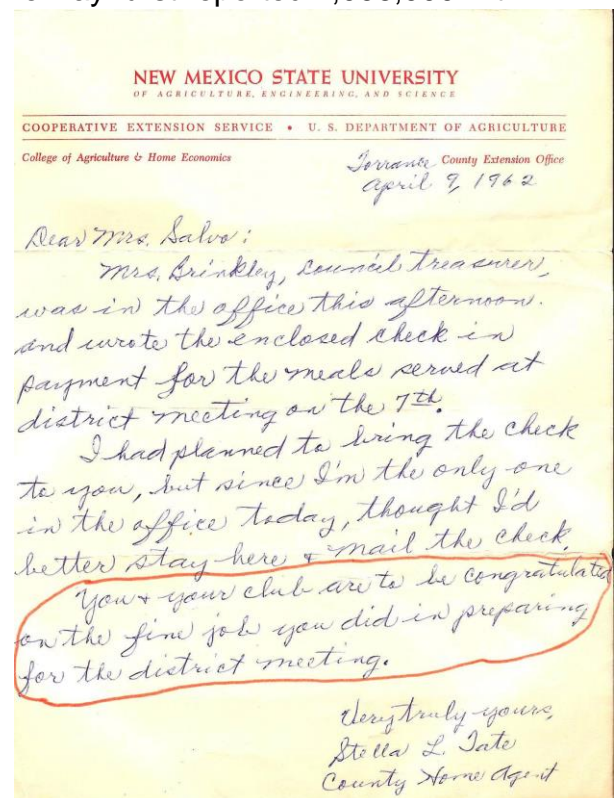 NEW MEXICO STATE UNIVERSITY
OF AGRICULTURE, ENGINEERING, AND SCIENCE
COOPERATIVE EXTENSION SERVICE • U. S. DEPARTMENT OF AGRICULTURE
College of Agriculture & Home Economics
Torrance County Extension Office
April 9, 1962
Dear Mrs. Salvo:
Mrs. Brinkley, Council treasurer,
was in the office this afternoon.
and wrote the enclosed check in
payment for the meals served at
district meeting on the 7th.
I had planned to bring the check
to you, but since I'm the only one
in the office today, thought I'd
better stay here & mail the check.
You & your club are to be congratulated
on the fine job you did in preparing
for the district meeting.
Very truly yours,
Stella L. Tate
County Home Agent